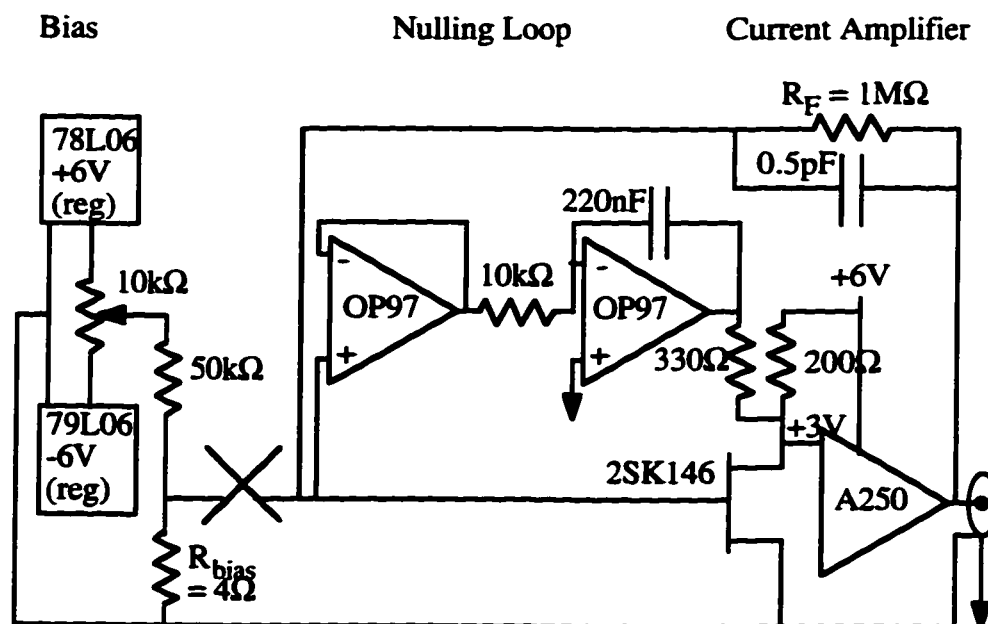 Bias
Nulling Loop
Current Amplifier
R_F = 1MΩ
78L06
+6V
(reg)
0.5pF
220nF
10kΩ
-
OP97
+
10kΩ
-
OP97
+
+6V
50kΩ
330Ω
200Ω
79L06
-6V
(reg)
+3V
2SK146
A250
R_bias
= 4Ω